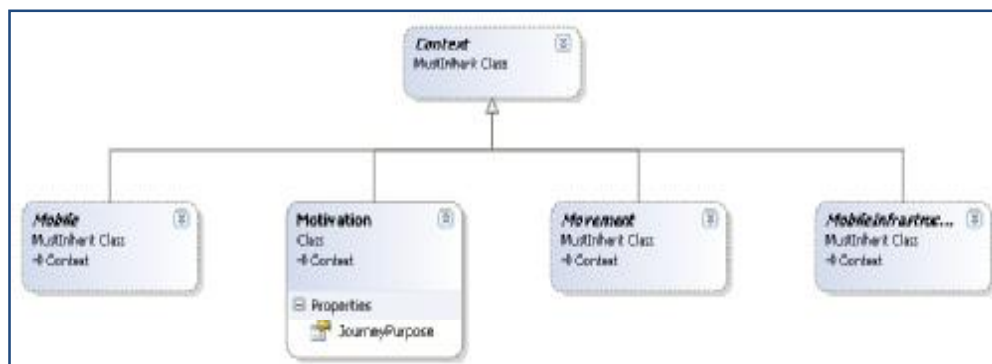 Context
MustInherit Class
Mobile
MustInherit Class
Context
Motivation
Class
Context
Properties
JourneyPurpose
Movement
MustInherit Class
Context
MobileInfrastruc...
MustInherit Class
Context